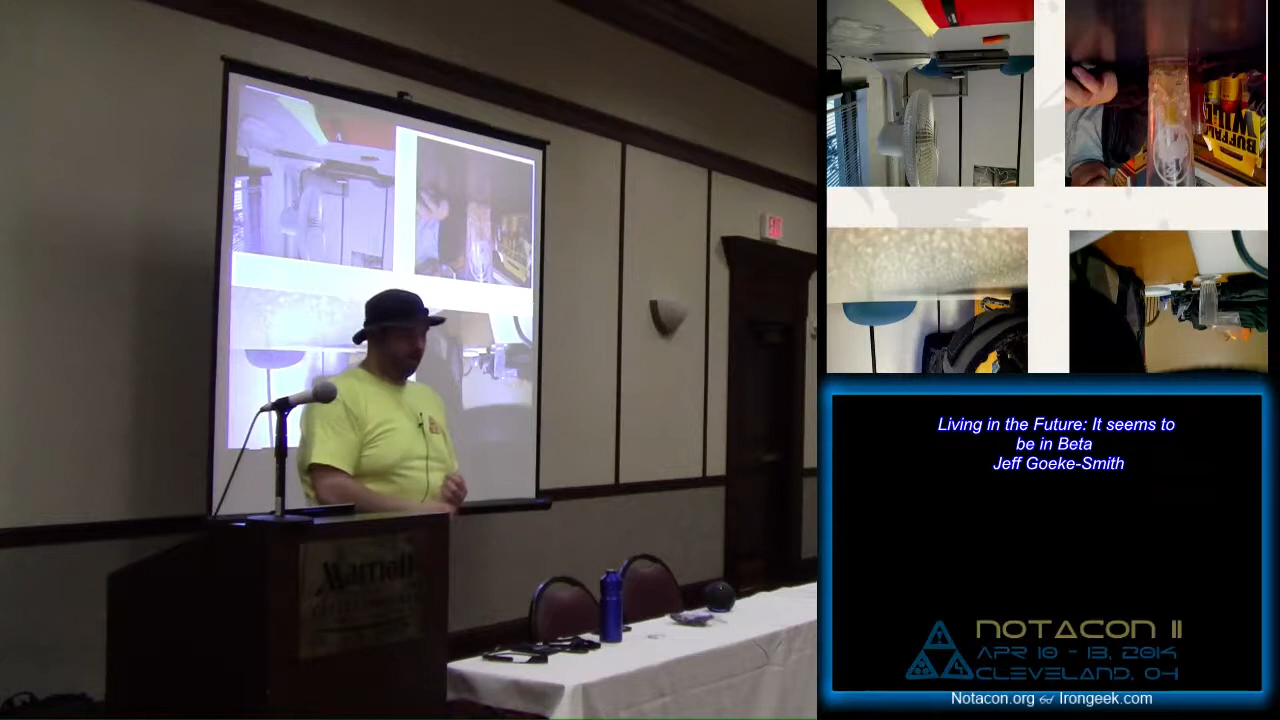 EXIT
BUFFALO
WILD
Marriott
Living in the Future: It seems to
be in Beta
Jeff Goeke-Smith
NOTACON 11
APR 10 - 13, 2014
CLEVELAND, OH
Notacon.org Irongeek.com